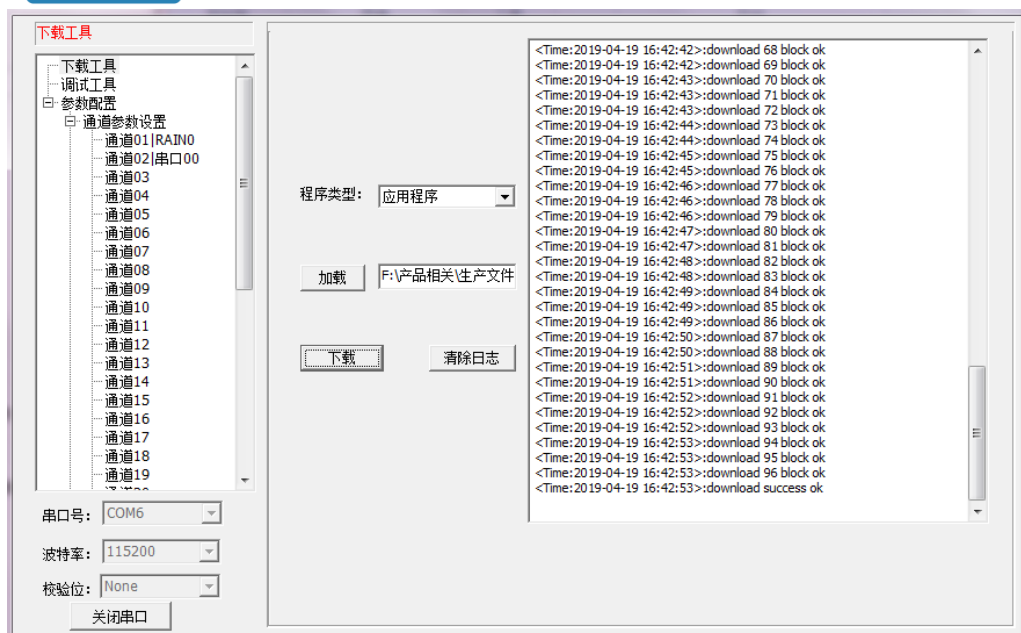 下载工具
下载工具
调试工具
参数配置
通道参数设置
通道01|RAIN0
通道02|串口00
通道03
通道04
通道05
通道06
通道07
通道08
通道09
通道10
通道11
通道12
通道13
通道14
通道15
通道16
通道17
通道18
通道19
串口号：
COM6
波特率：
115200
校验位：
None
关闭串口
程序类型：
应用程序
加载
F:\产品相关\生产文件
下载
清除日志
<Time:2019-04-19 16:42:42>:download 68 block ok
<Time:2019-04-19 16:42:42>:download 69 block ok
<Time:2019-04-19 16:42:43>:download 70 block ok
<Time:2019-04-19 16:42:43>:download 71 block ok
<Time:2019-04-19 16:42:43>:download 72 block ok
<Time:2019-04-19 16:42:44>:download 73 block ok
<Time:2019-04-19 16:42:44>:download 74 block ok
<Time:2019-04-19 16:42:45>:download 75 block ok
<Time:2019-04-19 16:42:45>:download 76 block ok
<Time:2019-04-19 16:42:46>:download 77 block ok
<Time:2019-04-19 16:42:46>:download 78 block ok
<Time:2019-04-19 16:42:46>:download 79 block ok
<Time:2019-04-19 16:42:47>:download 80 block ok
<Time:2019-04-19 16:42:47>:download 81 block ok
<Time:2019-04-19 16:42:48>:download 82 block ok
<Time:2019-04-19 16:42:48>:download 83 block ok
<Time:2019-04-19 16:42:49>:download 84 block ok
<Time:2019-04-19 16:42:49>:download 85 block ok
<Time:2019-04-19 16:42:49>:download 86 block ok
<Time:2019-04-19 16:42:50>:download 87 block ok
<Time:2019-04-19 16:42:50>:download 88 block ok
<Time:2019-04-19 16:42:51>:download 89 block ok
<Time:2019-04-19 16:42:51>:download 90 block ok
<Time:2019-04-19 16:42:52>:download 91 block ok
<Time:2019-04-19 16:42:52>:download 92 block ok
<Time:2019-04-19 16:42:52>:download 93 block ok
<Time:2019-04-19 16:42:53>:download 94 block ok
<Time:2019-04-19 16:42:53>:download 95 block ok
<Time:2019-04-19 16:42:53>:download 96 block ok
<Time:2019-04-19 16:42:53>:download success ok